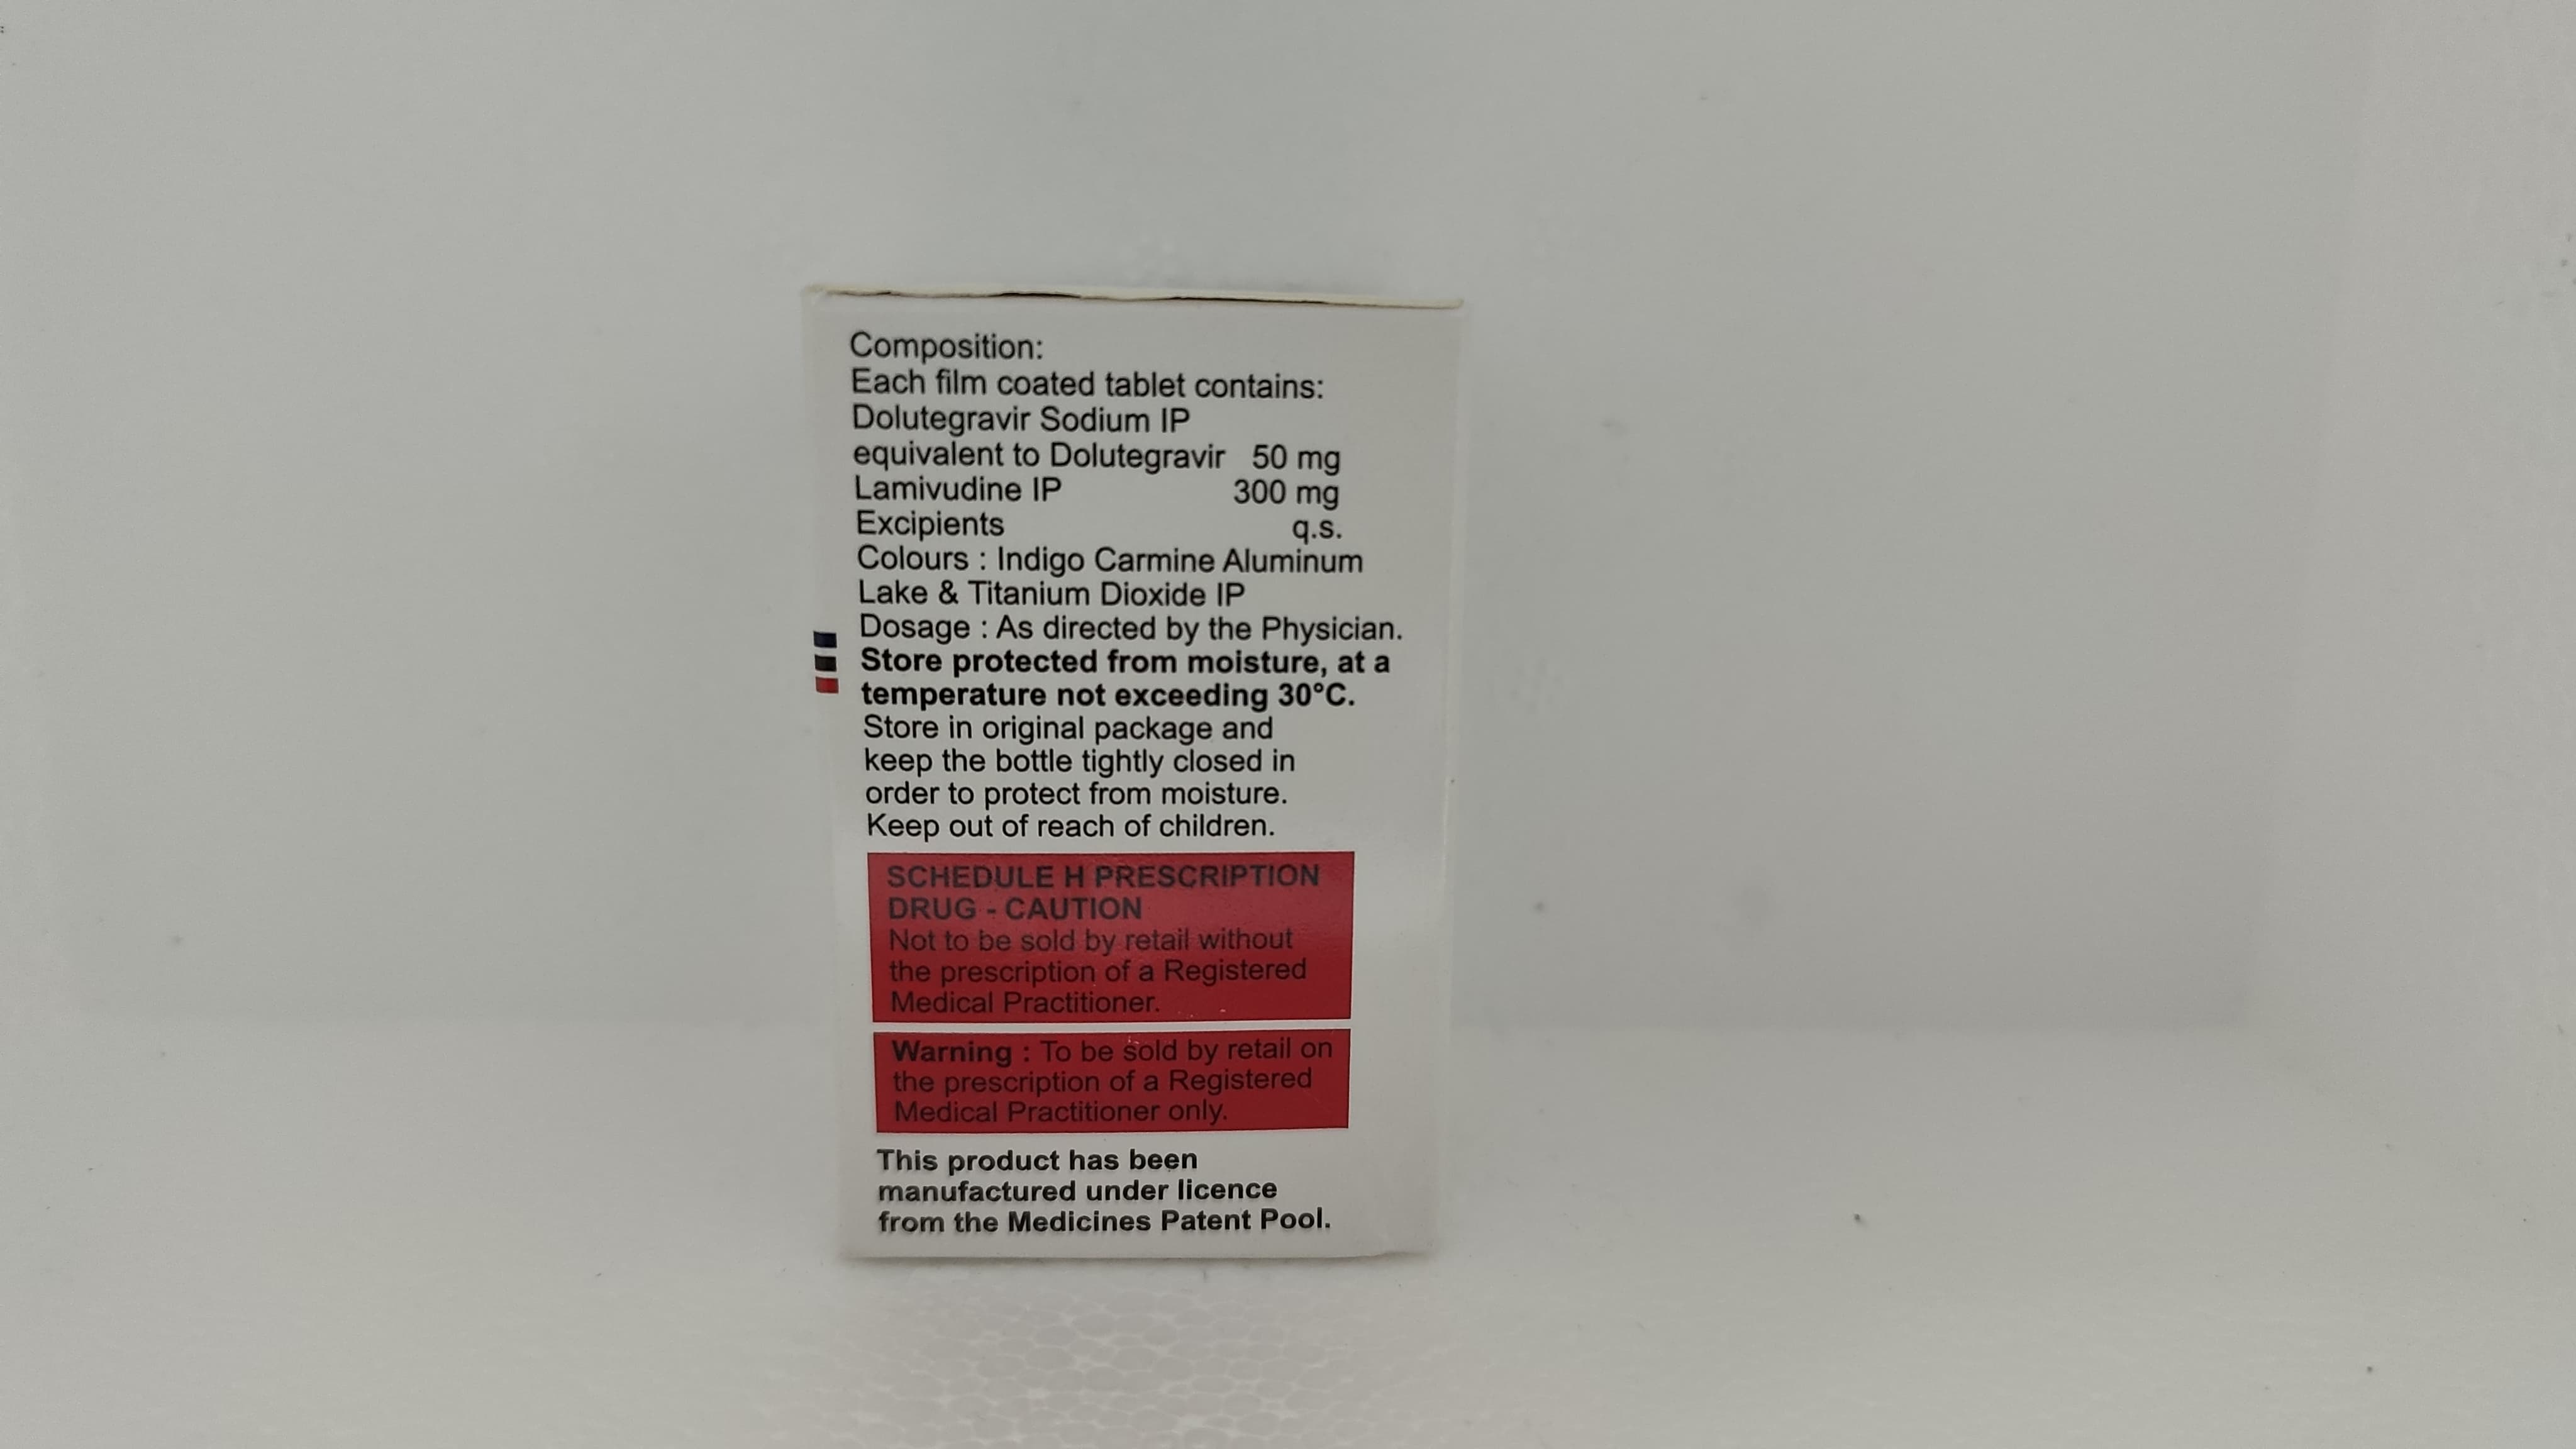 Composition:
Each film coated tablet contains:
Dolutegravir Sodium IP
equivalent to Dolutegravir 50 mg
Lamivudine IP 300 mg
Excipients q.s.
Colours : Indigo Carmine Aluminum
Lake & Titanium Dioxide IP
Dosage : As directed by the Physician.
Store protected from moisture, at a
temperature not exceeding 30°C.
Store in original package and
keep the bottle tightly closed in
order to protect from moisture.
Keep out of reach of children.
SCHEDULE H PRESCRIPTION
DRUG - CAUTION
Not to be sold by retail without
the prescription of a Registered
Medical Practitioner.
Warning : To be sold by retail on
the prescription of a Registered
Medical Practitioner only.
This product has been
manufactured under licence
from the Medicines Patent Pool.